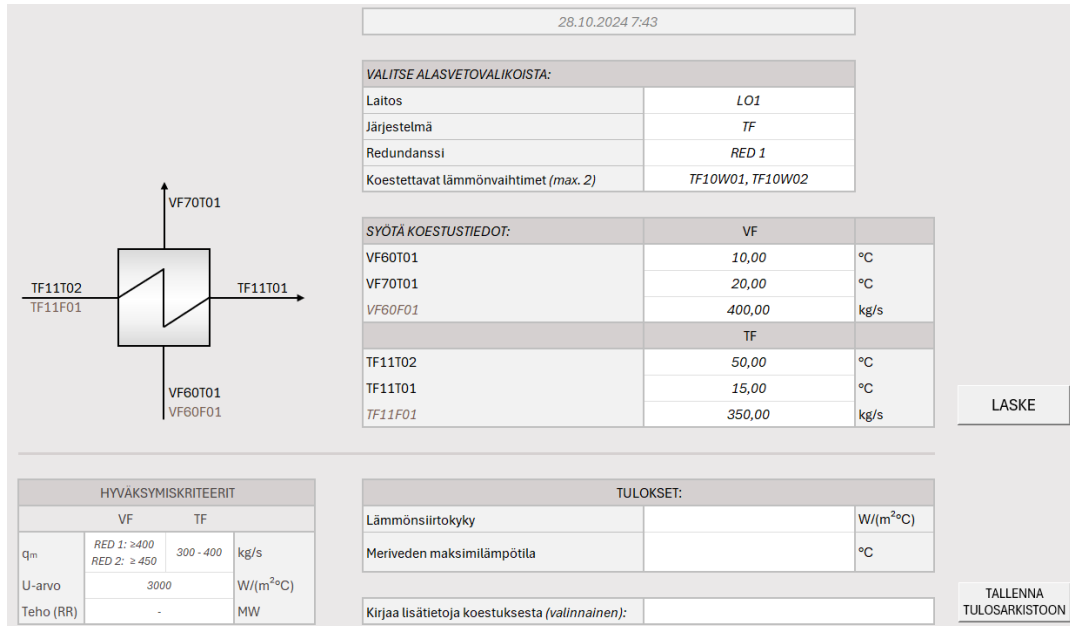 28.10.2024 7:43
VALITSE ALASVETOVALIKOISTA:
Laitos LO1
Järjestelmä TF
Redundanssi RED 1
Koestettavat lämmönvaihtimet (max. 2) TF10W01, TF10W02
VF70T01
TF11T02
TF11F01
TF11T01
VF60T01
VF60F01
SYÖTÄ KOESTUSTIEDOT: VF
VF60T01 10,00 °C
VF70T01 20,00 °C
VF60F01 400,00 kg/s
TF
TF11T02 50,00 °C
TF11T01 15,00 °C
TF11F01 350,00 kg/s
LASKE
HYVÄKSYMISKRITEERIT
VF TF
qₘ RED 1: ≥400 300 - 400 kg/s
RED 2: ≥ 450
U-arvo 3000 W/(m²°C)
Teho (RR) - MW
TULOKSET:
Lämmönsiirtokyky W/(m²°C)
Meriveden maksimilämpötila °C
Kirjaa lisätietoja koestuksesta (valinnainen):
TALLENNA
TULOSARKISTOON